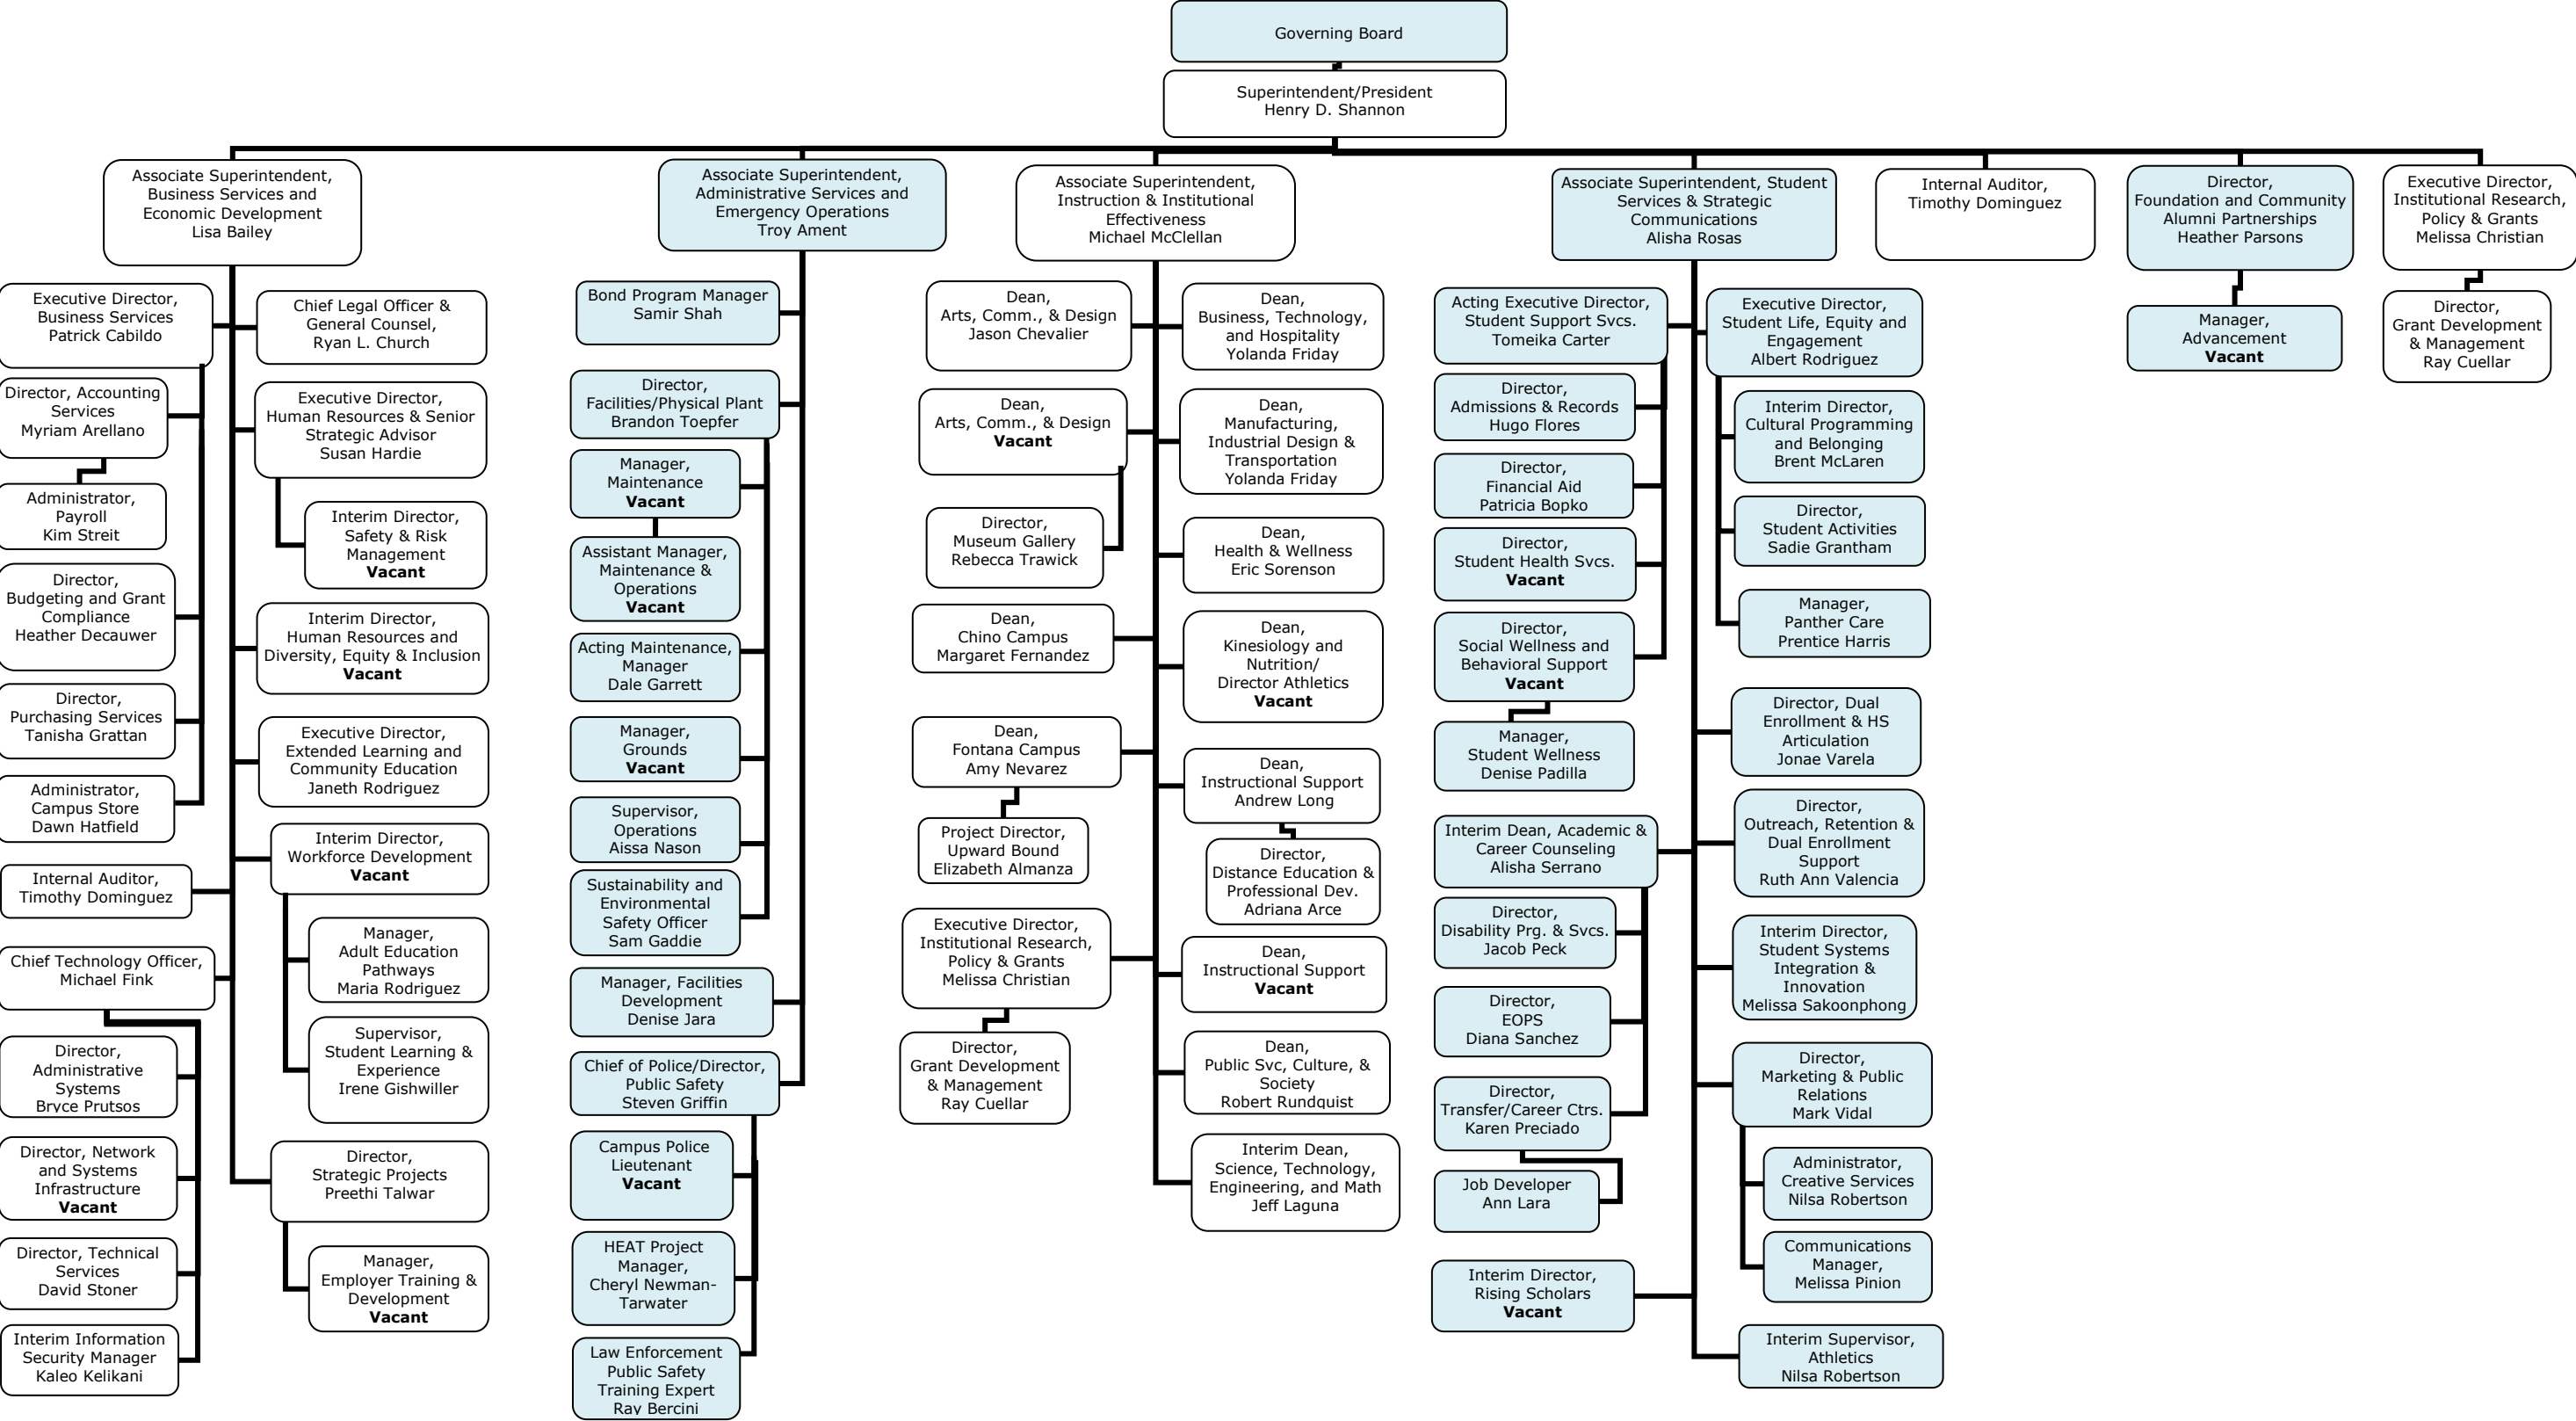 Governing Board
Superintendent/President
Henry D. Shannon
Associate Superintendent,
Business Services and
Economic Development
Lisa Bailey
Executive Director,
Business Services
Patrick Cabildo
Director, Accounting
Services
Myriam Arellano
Administrator,
Payroll
Kim Streit
Director,
Budgeting and Grant
Compliance
Heather Decauwer
Director,
Purchasing Services
Tanisha Grattan
Administrator,
Campus Store
Dawn Hatfield
Internal Auditor,
Timothy Dominguez
Chief Technology Officer,
Michael Fink
Director,
Administrative
Systems
Bryce Prutsos
Director, Network
and Systems
Infrastructure
Vacant
Director, Technical
Services
David Stoner
Interim Information
Security Manager
Kaleo Kelikani
Chief Legal Officer &
General Counsel,
Ryan L. Church
Executive Director,
Human Resources & Senior
Strategic Advisor
Susan Hardie
Interim Director,
Safety & Risk
Management
Vacant
Interim Director,
Human Resources and
Diversity, Equity & Inclusion
Vacant
Executive Director,
Extended Learning and
Community Education
Janeth Rodriguez
Interim Director,
Workforce Development
Vacant
Manager,
Adult Education
Pathways
Maria Rodriguez
Supervisor,
Student Learning &
Experience
Irene Gishwiller
Director,
Strategic Projects
Preethi Talwar
Manager,
Employer Training &
Development
Vacant
Associate Superintendent,
Administrative Services and
Emergency Operations
Troy Ament
Bond Program Manager
Samir Shah
Director,
Facilities/Physical Plant
Brandon Toepfer
Manager,
Maintenance
Vacant
Assistant Manager,
Maintenance &
Operations
Vacant
Acting Maintenance,
Manager
Dale Garrett
Manager,
Grounds
Vacant
Supervisor,
Operations
Aissa Nason
Sustainability and
Environmental
Safety Officer
Sam Gaddie
Manager, Facilities
Development
Denise Jara
Chief of Police/Director,
Public Safety
Steven Griffin
Campus Police
Lieutenant
Vacant
HEAT Project
Manager,
Cheryl Newman-
Tarwater
Law Enforcement
Public Safety
Training Expert
Ray Bercini
Associate Superintendent,
Instruction & Institutional
Effectiveness
Michael McClellan
Dean,
Arts, Comm., & Design
Jason Chevalier
Dean,
Arts, Comm., & Design
Vacant
Director,
Museum Gallery
Rebecca Trawick
Dean,
Chino Campus
Margaret Fernandez
Dean,
Fontana Campus
Amy Nevarez
Project Director,
Upward Bound
Elizabeth Almanza
Executive Director,
Institutional Research,
Policy & Grants
Melissa Christian
Director,
Grant Development
& Management
Ray Cuellar
Dean,
Business, Technology,
and Hospitality
Yolanda Friday
Dean,
Manufacturing,
Industrial Design &
Transportation
Yolanda Friday
Dean,
Health & Wellness
Eric Sorenson
Dean,
Kinesiology and
Nutrition/
Director Athletics
Vacant
Dean,
Instructional Support
Andrew Long
Director,
Distance Education &
Professional Dev.
Adriana Arce
Dean,
Instructional Support
Vacant
Dean,
Public Svc, Culture, &
Society
Robert Rundquist
Interim Dean,
Science, Technology,
Engineering, and Math
Jeff Laguna
Associate Superintendent, Student
Services & Strategic
Communications
Alisha Rosas
Acting Executive Director,
Student Support Svcs.
Tomeika Carter
Director,
Admissions & Records
Hugo Flores
Director,
Financial Aid
Patricia Bopko
Director,
Student Health Svcs.
Vacant
Director,
Social Wellness and
Behavioral Support
Vacant
Manager,
Student Wellness
Denise Padilla
Interim Dean, Academic &
Career Counseling
Alisha Serrano
Director,
Disability Prg. & Svcs.
Jacob Peck
Director,
EOPS
Diana Sanchez
Director,
Transfer/Career Ctrs.
Karen Preciado
Job Developer
Ann Lara
Interim Director,
Rising Scholars
Vacant
Executive Director,
Student Life, Equity and
Engagement
Albert Rodriguez
Interim Director,
Cultural Programming
and Belonging
Brent McLaren
Director,
Student Activities
Sadie Grantham
Manager,
Panther Care
Prentice Harris
Director, Dual
Enrollment & HS
Articulation
Jonae Varela
Director,
Outreach, Retention &
Dual Enrollment
Support
Ruth Ann Valencia
Interim Director,
Student Systems
Integration &
Innovation
Melissa Sakoonphong
Director,
Marketing & Public
Relations
Mark Vidal
Administrator,
Creative Services
Nilsa Robertson
Communications
Manager,
Melissa Pinion
Interim Supervisor,
Athletics
Nilsa Robertson
Internal Auditor,
Timothy Dominguez
Director,
Foundation and Community
Alumni Partnerships
Heather Parsons
Manager,
Advancement
Vacant
Executive Director,
Institutional Research,
Policy & Grants
Melissa Christian
Director,
Grant Development
& Management
Ray Cuellar